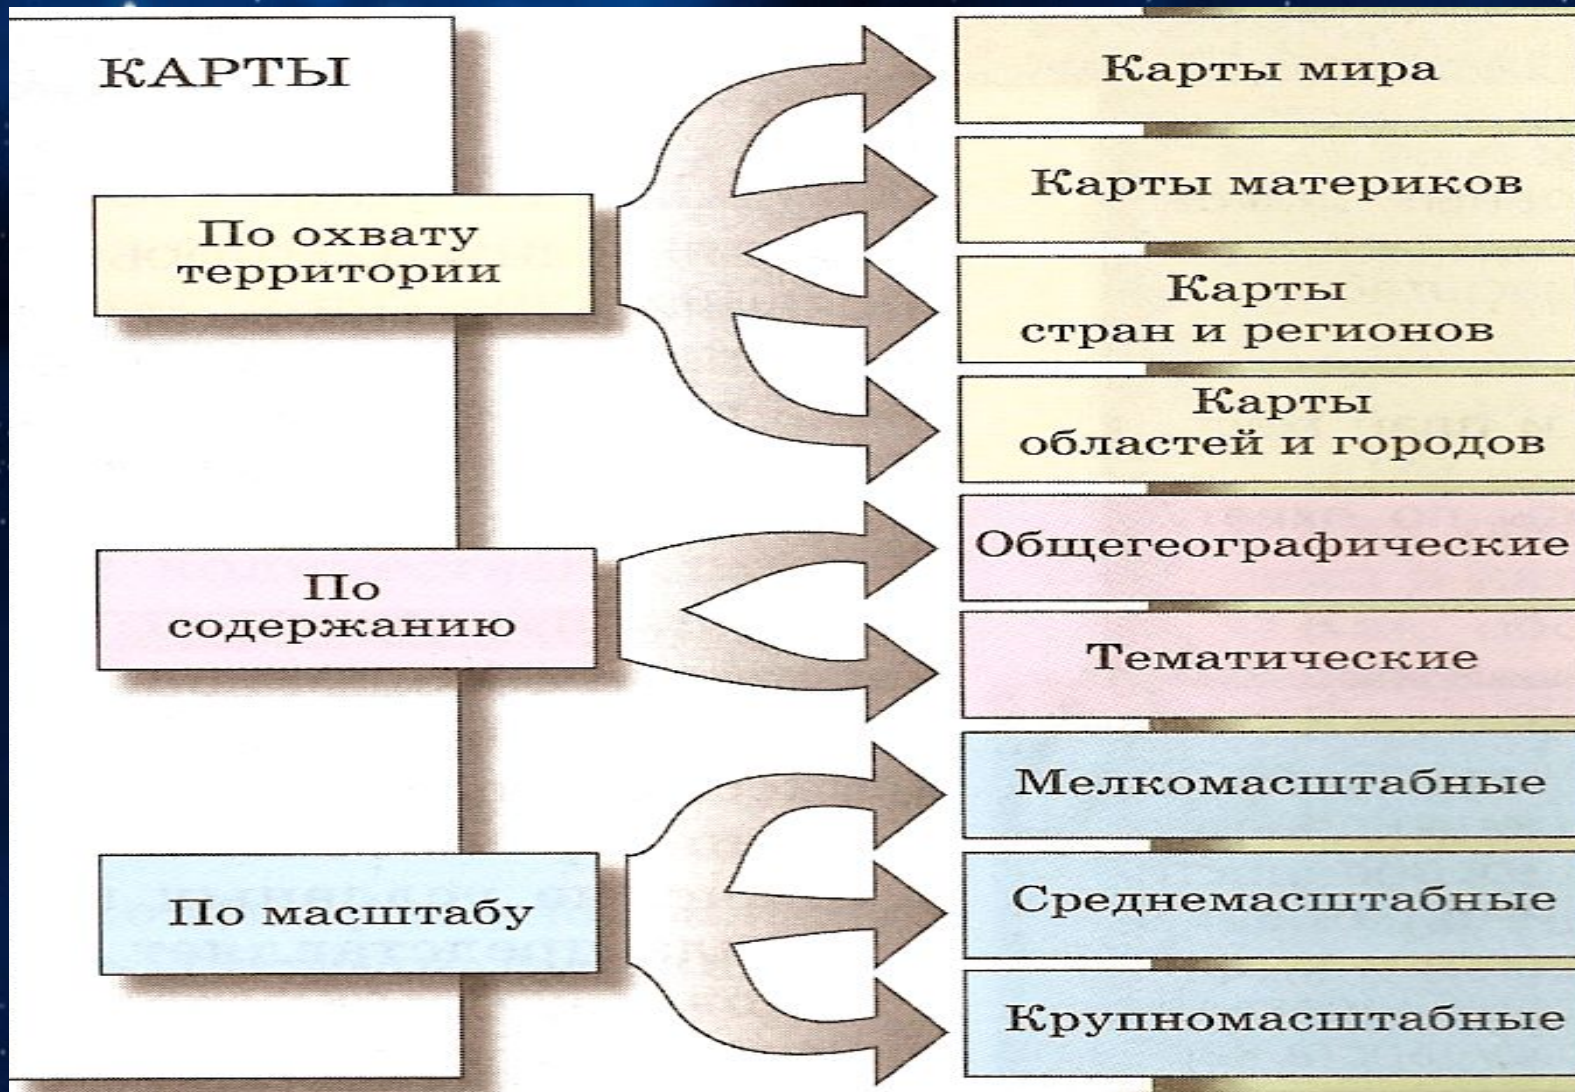 КАРТЫ
По охвату
территории
Карты мира
Карты материков
Карты
стран и регионов
Карты
областей и городов
По
содержанию
Общегеографические
Тематические
По масштабу
Мелкомасштабные
Среднемасштабные
Крупномасштабные